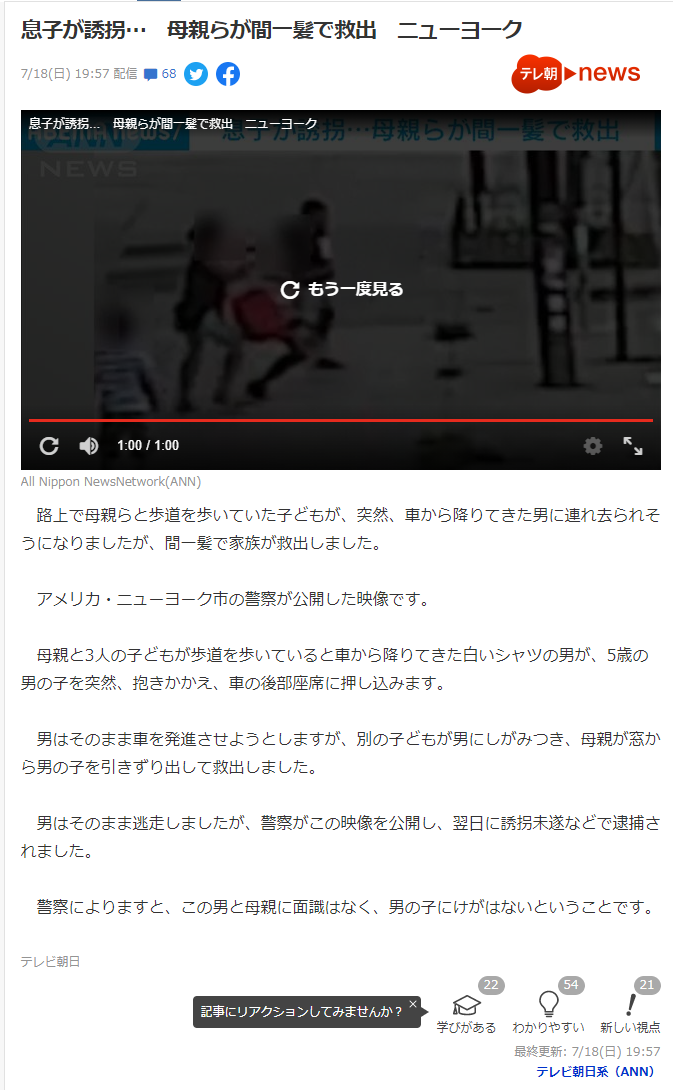 息子が誘拐… 母親らが間一髪で救出 ニューヨーク
7/18(日) 19:57 配信 68
テレ朝 news
息子が誘拐… 母親らが間一髪で救出 ニューヨーク
息子が誘拐…母親らが間一髪で救出
ANN
NEWS
もう一度見る
1:00 / 1:00
All Nippon NewsNetwork(ANN)
路上で母親らと歩道を歩いていた子どもが、突然、車から降りてきた男に連れ去られそ
うになりましたが、間一髪で家族が救出しました。
アメリカ・ニューヨーク市の警察が公開した映像です。
母親と3人の子どもが歩道を歩いていると車から降りてきた白いシャツの男が、5歳の
男の子を突然、抱きかかえ、車の後部座席に押し込みます。
男はそのまま車を発進させようとしますが、別の子どもが男にしがみつき、母親が窓か
ら男の子を引きずり出して救出しました。
男はそのまま逃走しましたが、警察がこの映像を公開し、翌日に誘拐未遂などで逮捕さ
れました。
警察によりますと、この男と母親に面識はなく、男の子にけがはないということです。
テレビ朝日
記事にリアクションしてみませんか？ ×
22 54 21
学びがある わかりやすい 新しい視点
最終更新: 7/18(日) 19:57
テレビ朝日系（ANN）